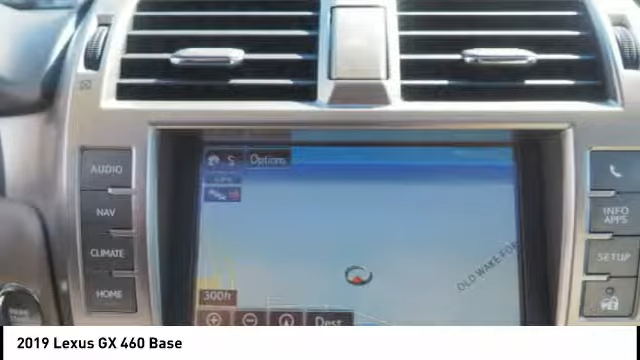 AUDIO
NAV
CLIMATE
HOME
S
Options
300ft
Dest
OLD WAKE FOR
INFO
APPS
SETUP
2019 Lexus GX 460 Base